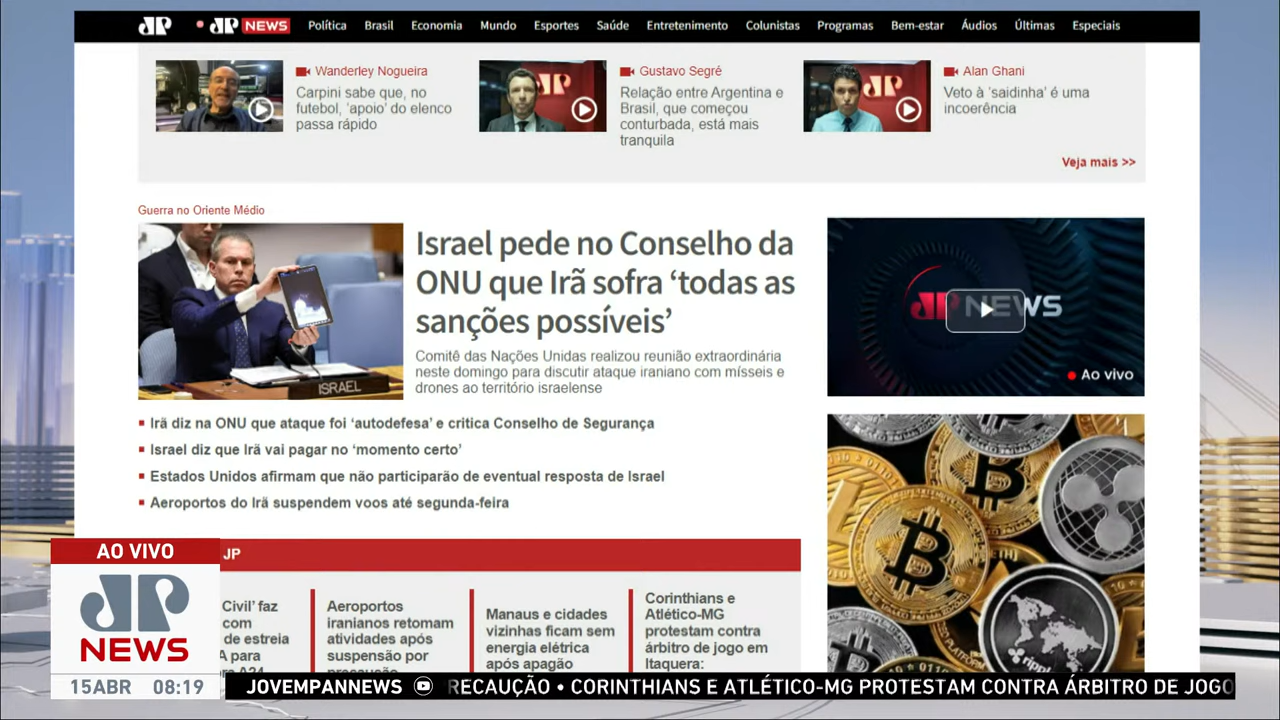 JP
JP NEWS
Política
Brasil
Economia
Mundo
Esportes
Saúde
Entretenimento
Colunistas
Programas
Bem-estar
Áudios
Últimas
Especiais
Wanderley Nogueira
Carpini sabe que, no
futebol, ‘apoio’ do elenco
passa rápido
JP
Gustavo Segré
Relação entre Argentina e
Brasil, que começou
conturbada, está mais
tranquila
JP
Alan Ghani
Veto à ‘saidinha’ é uma
incoerência
Veja mais >>
Guerra no Oriente Médio
ISRAEL
Israel pede no Conselho da
ONU que Irã sofra ‘todas as
sanções possíveis’
Comitê das Nações Unidas realizou reunião extraordinária
neste domingo para discutir ataque iraniano com mísseis e
drones ao território israelense
Irã diz na ONU que ataque foi ‘autodefesa’ e critica Conselho de Segurança
Israel diz que Irã vai pagar no ‘momento certo’
Estados Unidos afirmam que não participarão de eventual resposta de Israel
Aeroportos do Irã suspendem voos até segunda-feira
JP NEWS
Ao vivo
JP
Civil’ faz
com
de estreia
A para
A24
Aeroportos
iranianos retomam
atividades após
suspensão por
precaução
Manaus e cidades
vizinhas ficam sem
energia elétrica
após apagão
Corinthians e
Atlético-MG
protestam contra
árbitro de jogo em
Itaquera:
ripple
AO VIVO
JP
NEWS
15ABR 08:19
JOVEMPANNEWS
RECAUÇÃO • CORINTHIANS E ATLÉTICO-MG PROTESTAM CONTRA ÁRBITRO DE JOGO